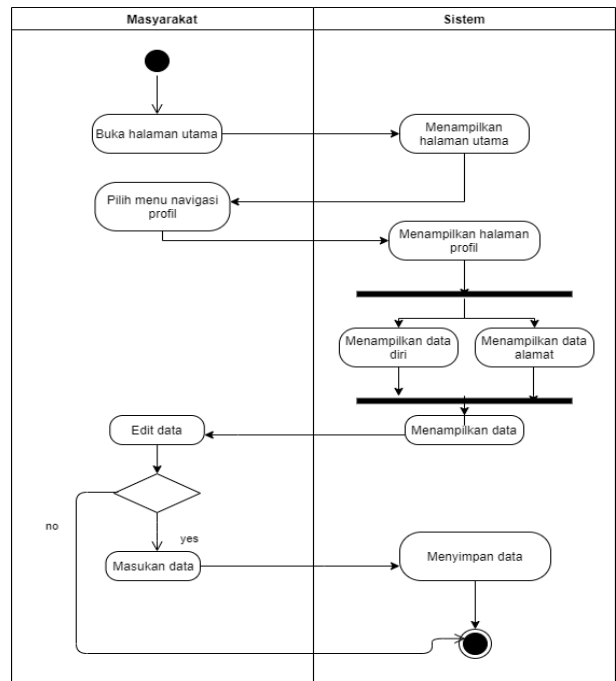 Masyarakat
Sistem
Buka halaman utama
Menampilkan
halaman utama
Pilih menu navigasi
profil
Menampilkan halaman
profil
Menampilkan data
diri
Menampilkan data
alamat
Edit data
Menampilkan data
no
yes
Masukan data
Menyimpan data